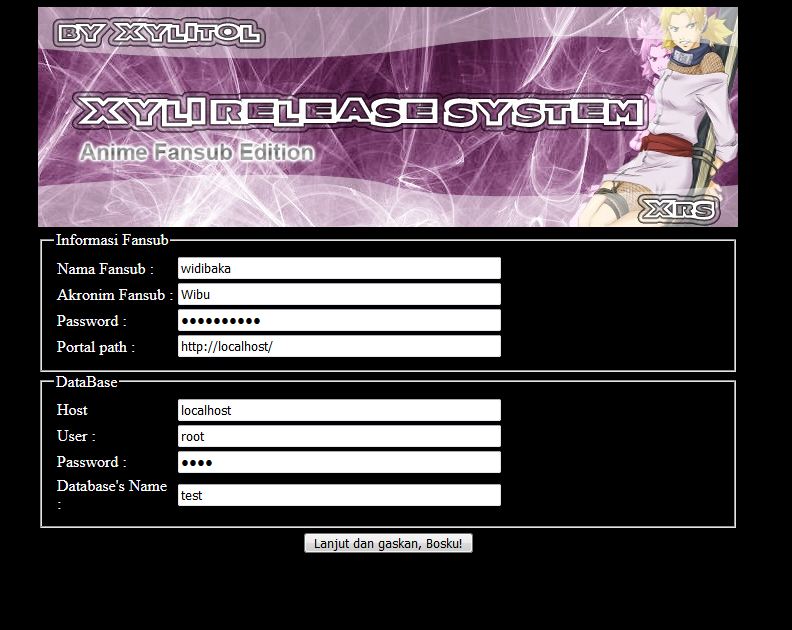 BY XYLITOL
XYLI RELEASE SYSTEM
Anime Fansub Edition
XRS
Informasi Fansub
Nama Fansub : widibaka
Akronim Fansub : Wibu
Password : ●●●●●●●●●●
Portal path : http://localhost/
DataBase
Host localhost
User : root
Password : ●●●●
Database's Name
: test
Lanjut dan gaskan, Bosku!